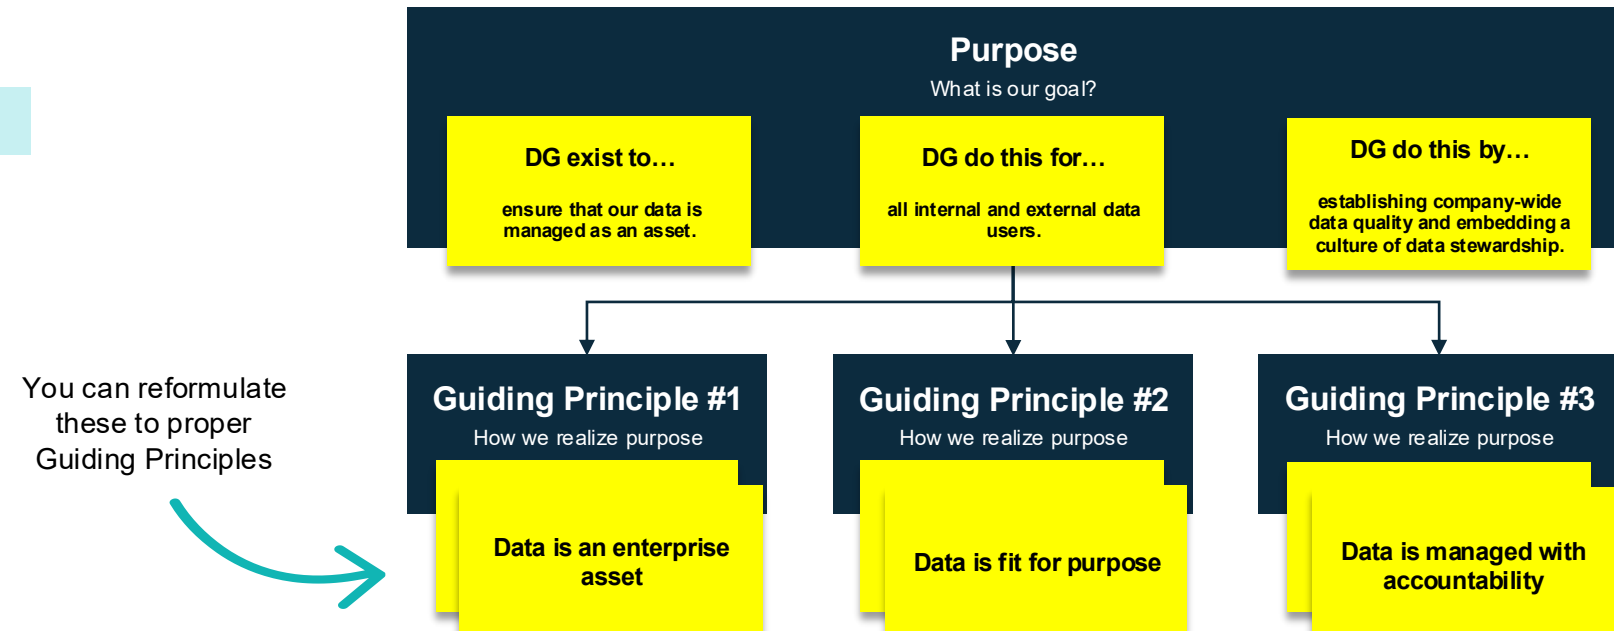 Purpose
What is our goal?
DG exist to…
ensure that our data is
managed as an asset.
DG do this for…
all internal and external data
users.
DG do this by…
establishing company-wide
data quality and embedding a
culture of data stewardship.
You can reformulate
these to proper
Guiding Principles
Guiding Principle #1
How we realize purpose
Data is an enterprise
asset
Guiding Principle #2
How we realize purpose
Data is fit for purpose
Guiding Principle #3
How we realize purpose
Data is managed with
accountability